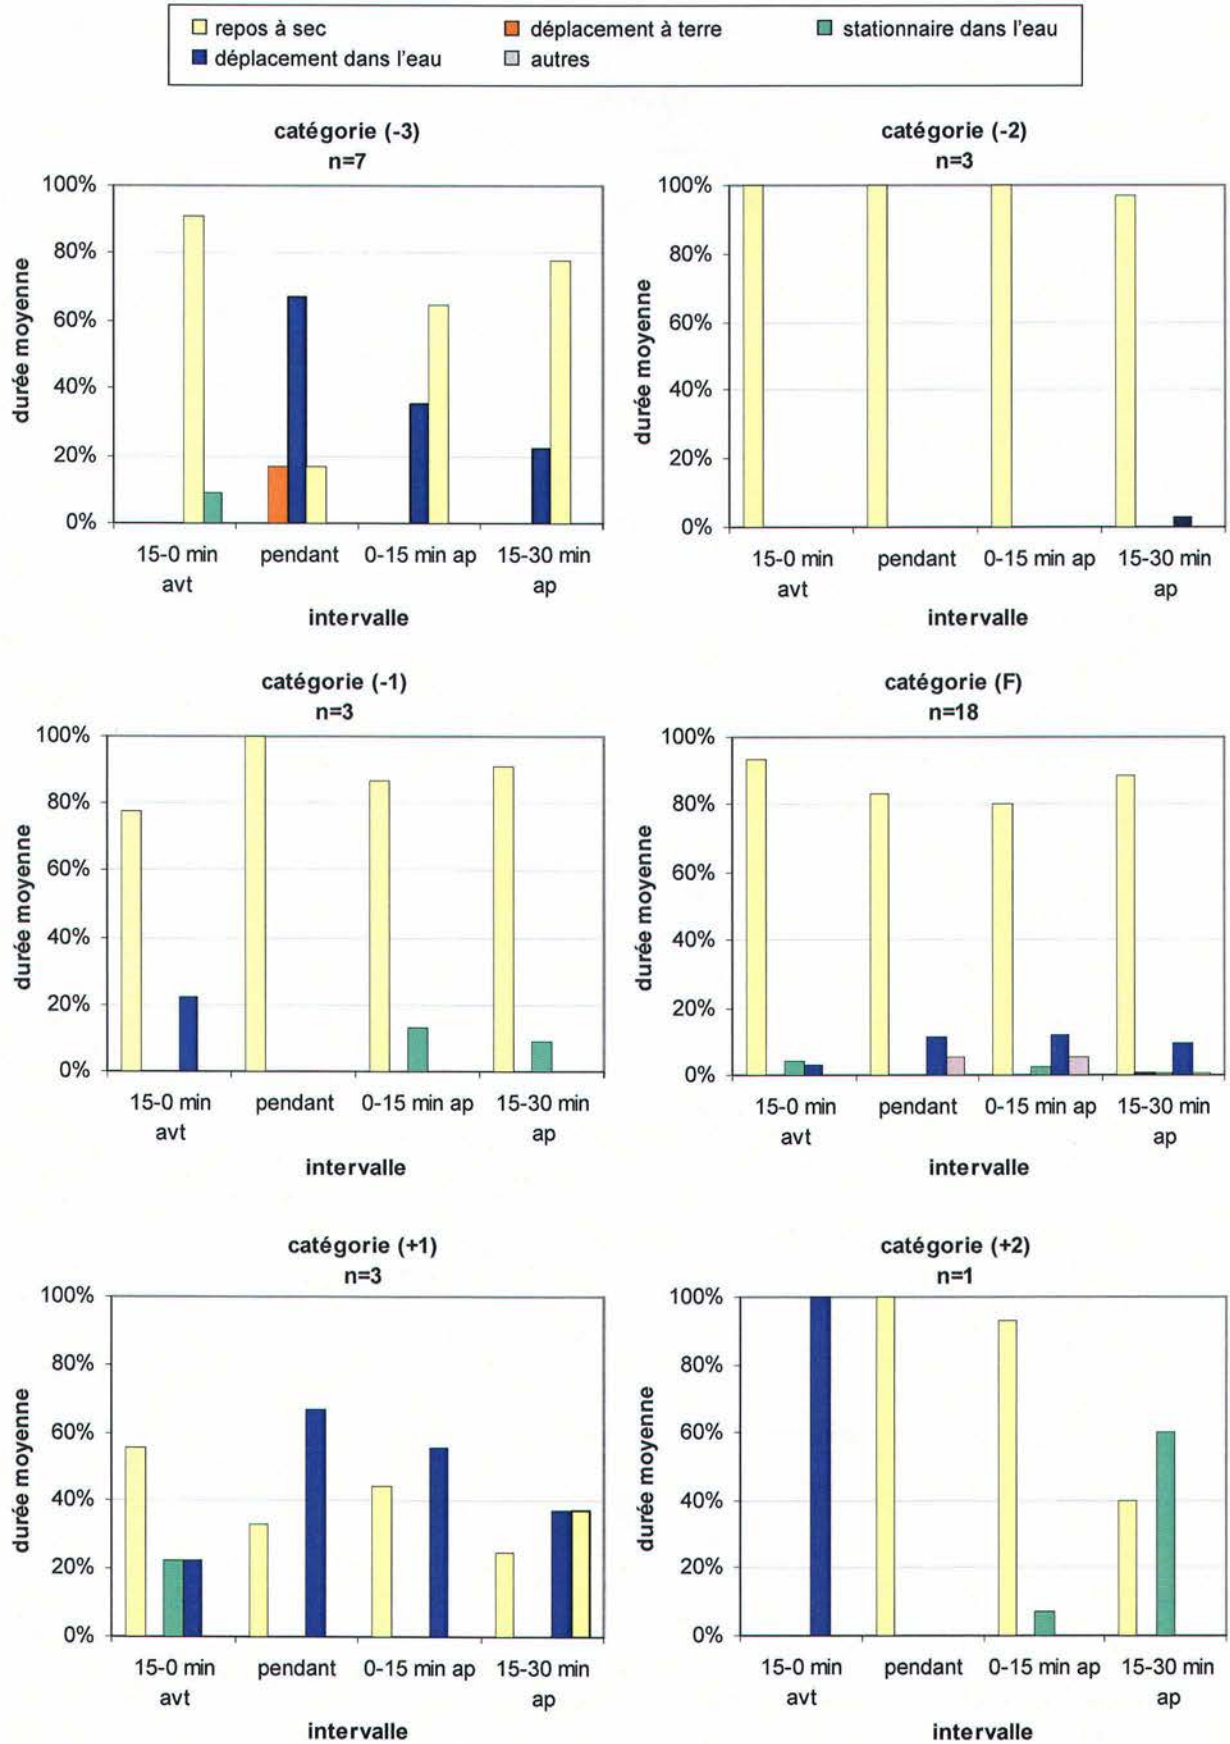 repos à sec
déplacement à terre
stationnaire dans l'eau
déplacement dans l'eau
autres
catégorie (-3)
n=7
durée moyenne
100%
80%
60%
40%
20%
0%
15-0 min avt
pendant
0-15 min ap
15-30 min ap
intervalle
catégorie (-2)
n=3
durée moyenne
100%
80%
60%
40%
20%
0%
15-0 min avt
pendant
0-15 min ap
15-30 min ap
intervalle
catégorie (-1)
n=3
durée moyenne
100%
80%
60%
40%
20%
0%
15-0 min avt
pendant
0-15 min ap
15-30 min ap
intervalle
catégorie (F)
n=18
durée moyenne
100%
80%
60%
40%
20%
0%
15-0 min avt
pendant
0-15 min ap
15-30 min ap
intervalle
catégorie (+1)
n=3
durée moyenne
100%
80%
60%
40%
20%
0%
15-0 min avt
pendant
0-15 min ap
15-30 min ap
intervalle
catégorie (+2)
n=1
durée moyenne
100%
80%
60%
40%
20%
0%
15-0 min avt
pendant
0-15 min ap
15-30 min ap
intervalle